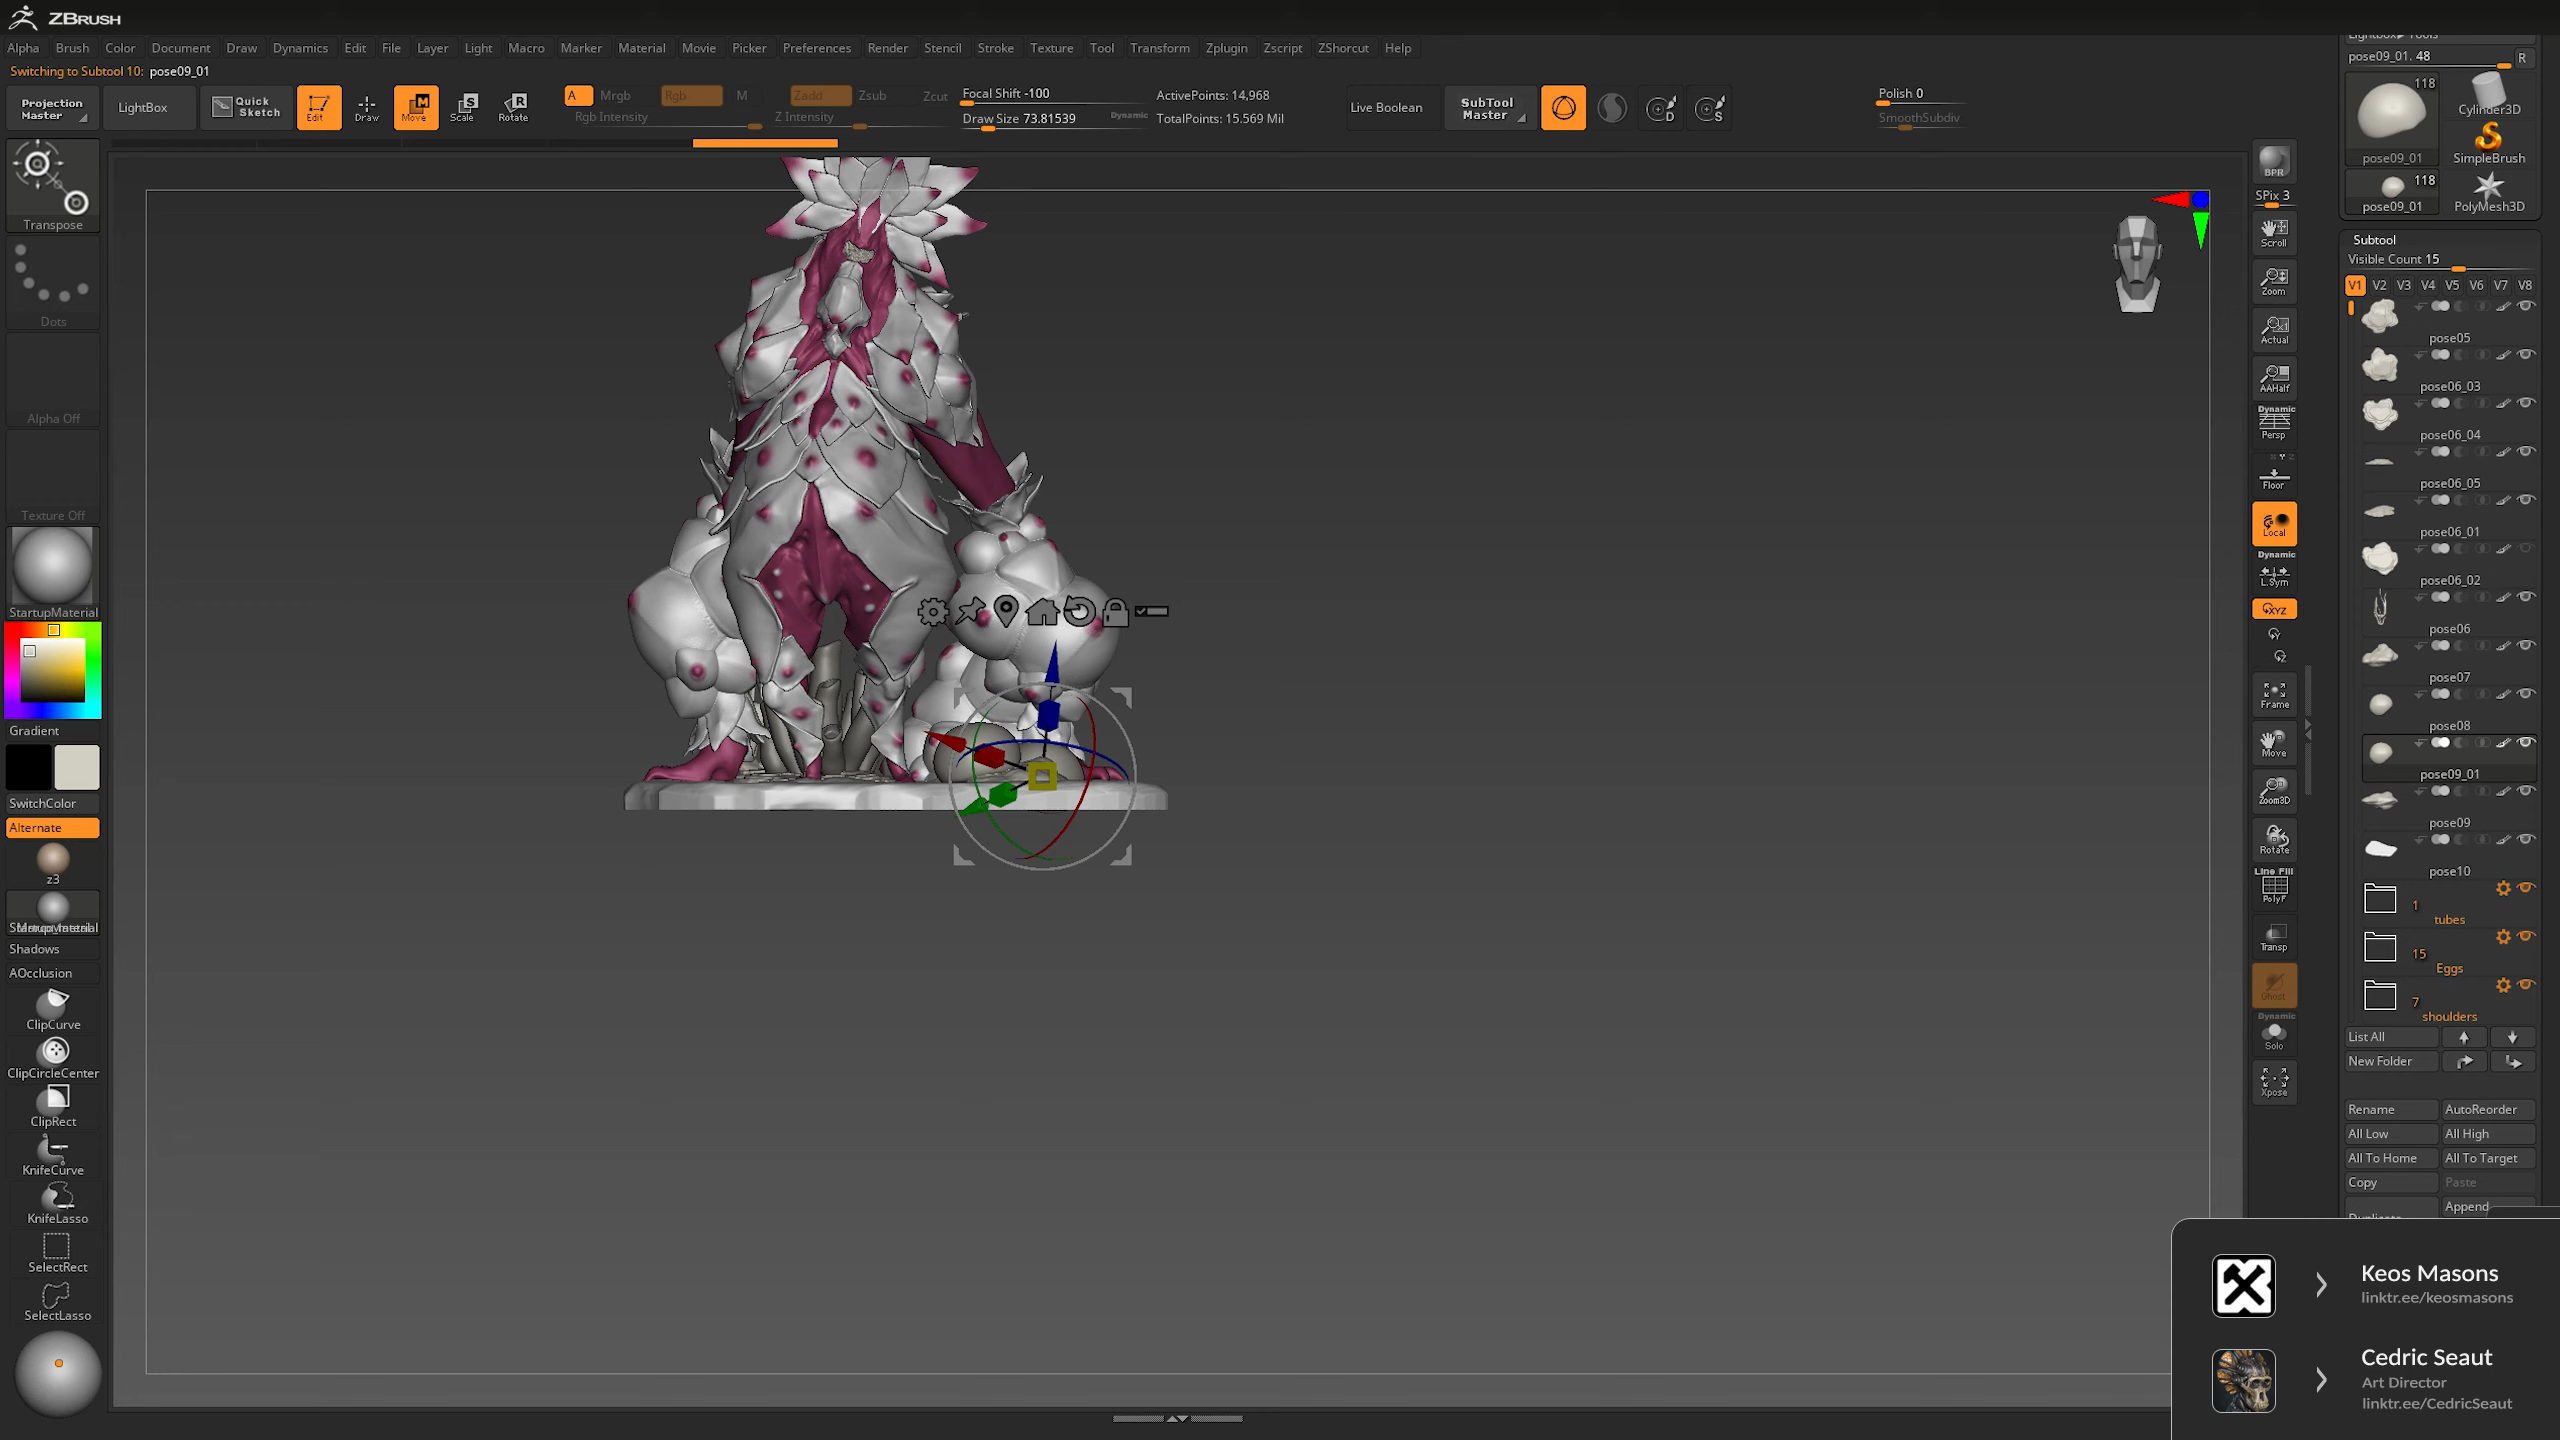 ZBRUSH
Alpha Brush Color Document Draw Dynamics Edit File Layer Light Macro Marker Material Movie Picker Preferences Render Stencil Stroke Texture Tool Transform Zplugin Zscript ZShorcut Help
Switching to Subtool 10: pose09_01
Projection Master
LightBox
Quick Sketch
Edit
Draw
Move
Scale
Rotate
A Mrgb Rgb M
Rgb Intensity
Zadd Zsub Zcut
Z Intensity
Focal Shift -100
Draw Size 73.81539
Dynamic
ActivePoints: 14,968
TotalPoints: 15.569 Mil
Live Boolean
SubTool Master
D
S
Polish 0
SmoothSubdiv
Transpose
Dots
Alpha Off
Texture Off
StartupMaterial
Gradient
SwitchColor
Alternate
z3
Shadows
AOcclusion
ClipCurve
ClipCircleCenter
ClipRect
KnifeCurve
KnifeLasso
SelectRect
SelectLasso
BPR
SPix 3
Scroll
Zoom
Actual
AAHalf
Dynamic
Persp
Floor
Local
Dynamic
L.Sym
XYZ
Frame
Move
Zoom3D
Rotate
Line Fill
PolyF
Transp
Ghost
Dynamic
Solo
Xpose
Lightbox▶ Tools
pose09_01. 48 R
118
pose09_01
Cylinder3D
SimpleBrush
118
pose09_01
PolyMesh3D
Subtool
Visible Count 15
V1 V2 V3 V4 V5 V6 V7 V8
pose05
pose06_03
pose06_04
pose06_05
pose06_01
pose06_02
pose06
pose07
pose08
pose09_01
pose09
pose10
1
tubes
15
Eggs
7
shoulders
List All
New Folder
Rename AutoReorder
All Low All High
All To Home All To Target
Copy Paste
Duplicate Append
Keos Masons
linktr.ee/keosmasons
Cedric Seaut
Art Director
linktr.ee/CedricSeaut